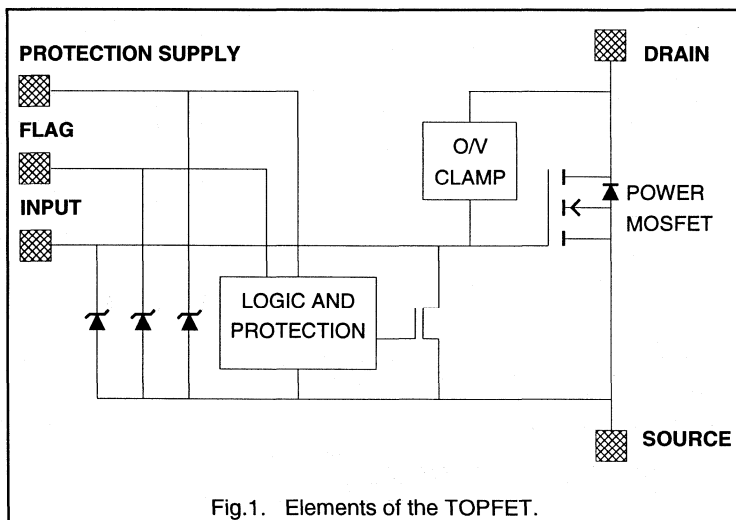 PROTECTION SUPPLY
DRAIN
FLAG
O/V
CLAMP
INPUT
POWER
MOSFET
LOGIC AND
PROTECTION
SOURCE
Fig.1. Elements of the TOPFET.